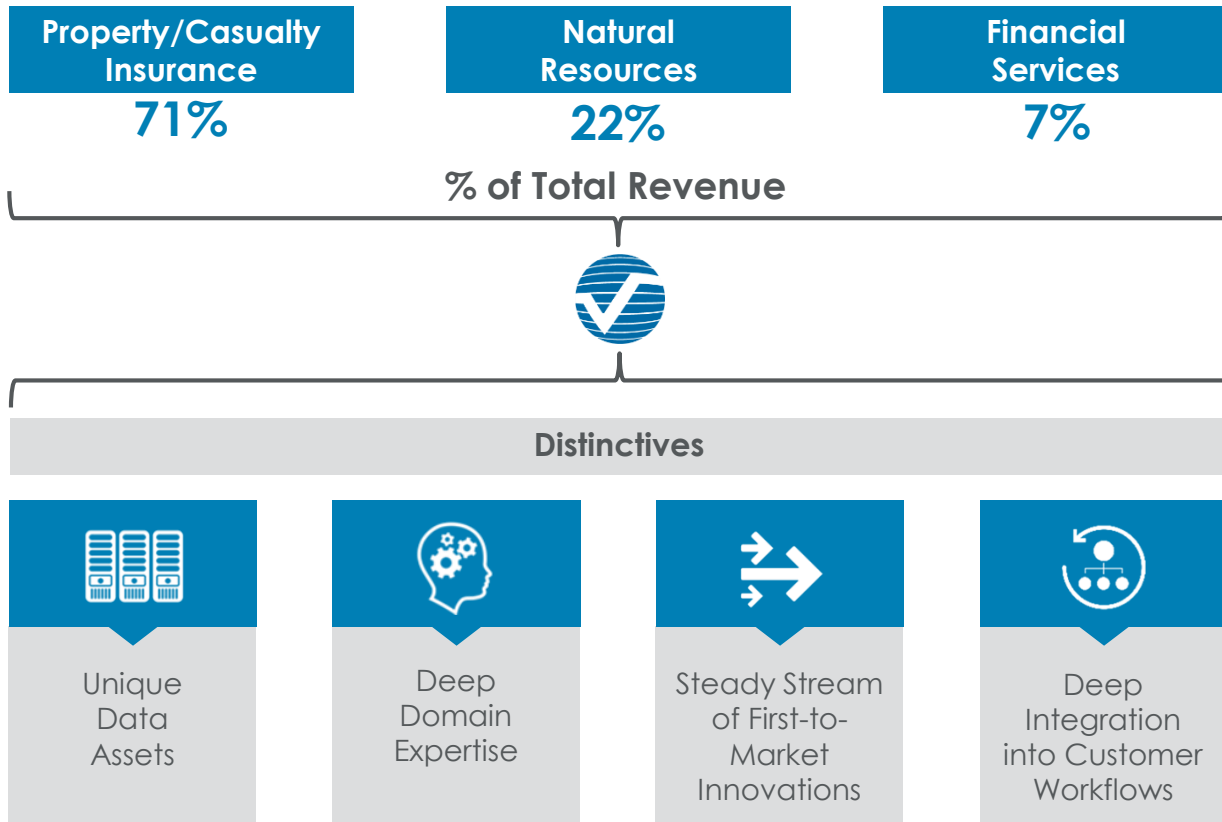 Property/Casualty
Insurance
Natural
Resources
Financial
Services
71%
22%
7%
% of Total Revenue
Distinctives
Unique
Data
Assets
Deep
Domain
Expertise
Steady Stream
of First-to-
Market
Innovations
Deep
Integration
into Customer
Workflows